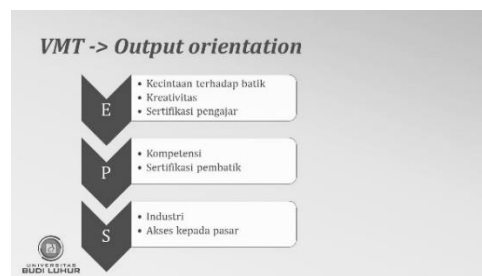 VMT -> Output orientation
E
• Kecintaan terhadap batik
• Kreativitas
• Sertifikasi pengajar
P
• Kompetensi
• Sertifikasi pembatik
S
• Industri
• Akses kepada pasar
UNIVERSITAS
BUDI LUHUR